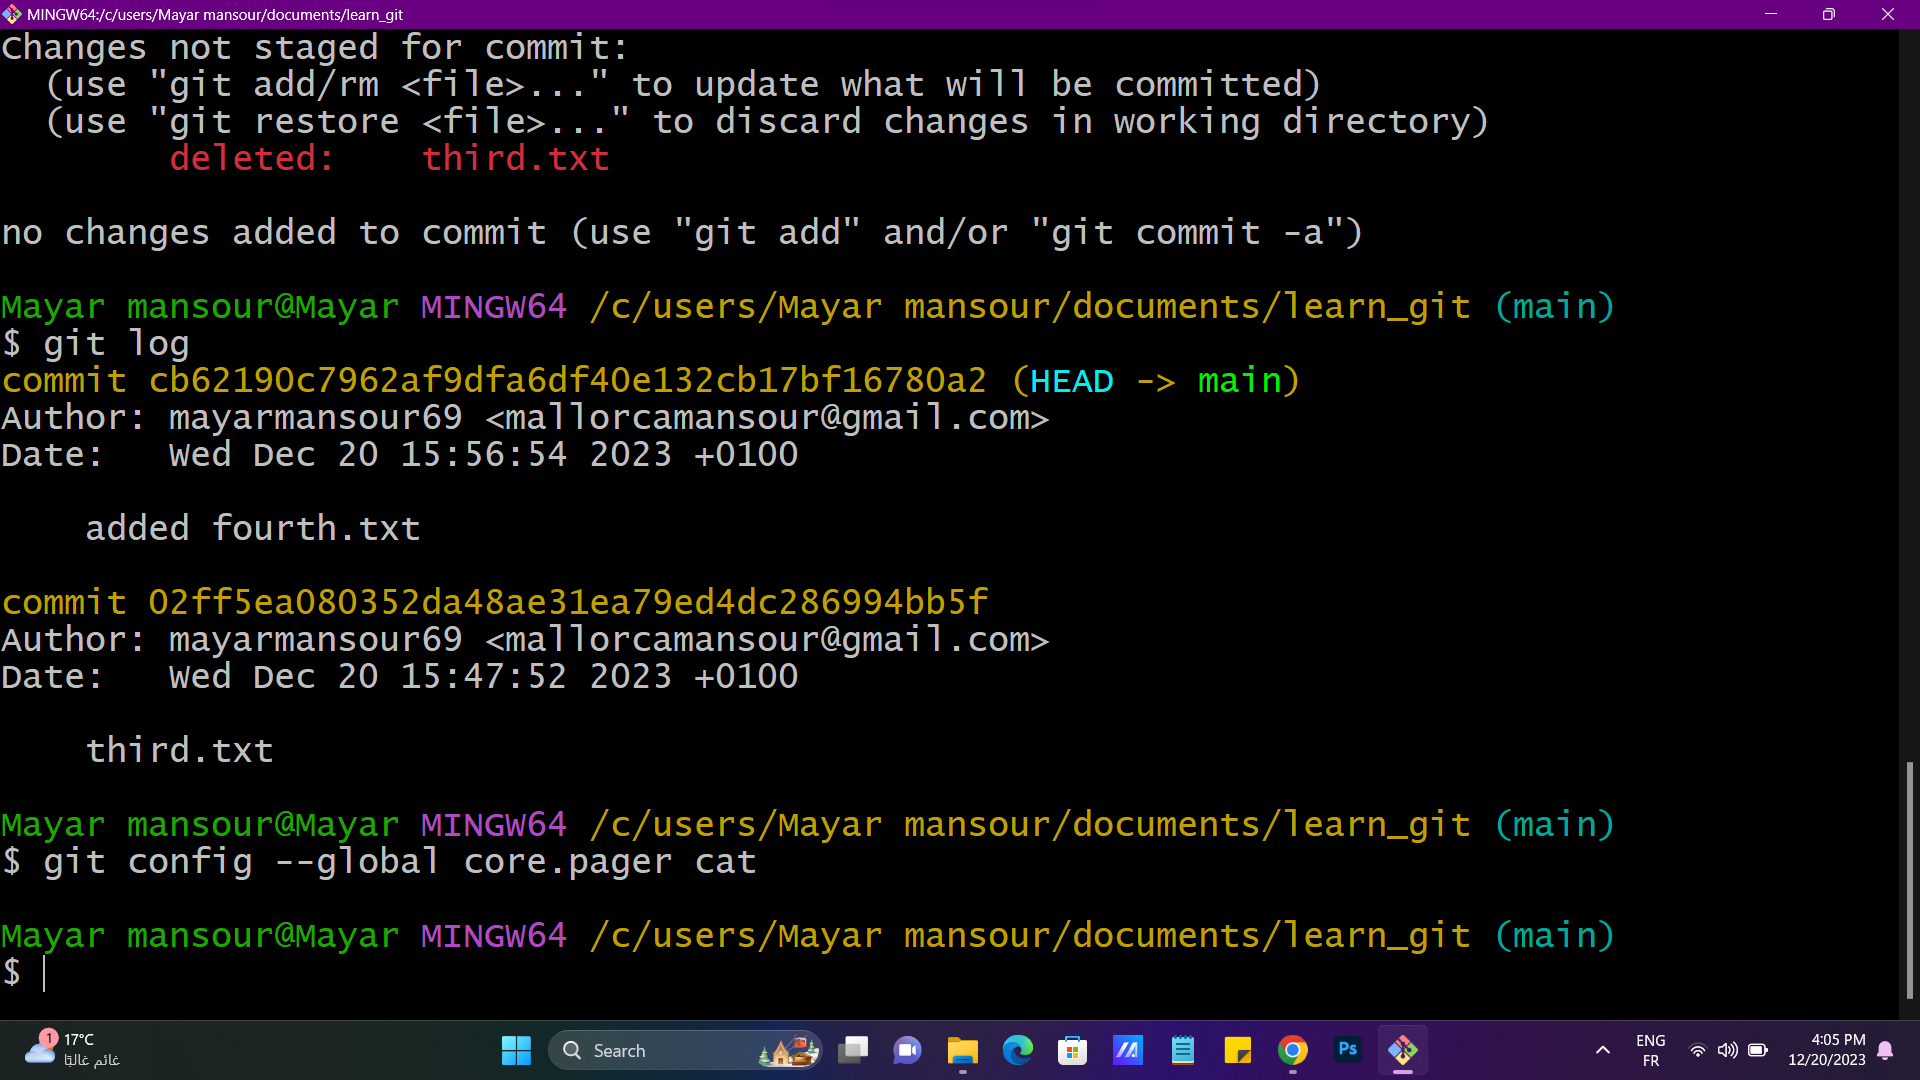 MINGW64:/c/users/Mayar mansour/documents/learn_git
Changes not staged for commit:
  (use "git add/rm <file>..." to update what will be committed)
  (use "git restore <file>..." to discard changes in working directory)
        deleted:    third.txt
no changes added to commit (use "git add" and/or "git commit -a")
Mayar mansour@Mayar MINGW64 /c/users/Mayar mansour/documents/learn_git (main)
$ git log
commit cb62190c7962af9dfa6df40e132cb17bf16780a2 (HEAD -> main)
Author: mayarmansour69 <mallorcamansour@gmail.com>
Date:   Wed Dec 20 15:56:54 2023 +0100
    added fourth.txt
commit 02ff5ea080352da48ae31ea79ed4dc286994bb5f
Author: mayarmansour69 <mallorcamansour@gmail.com>
Date:   Wed Dec 20 15:47:52 2023 +0100
    third.txt
Mayar mansour@Mayar MINGW64 /c/users/Mayar mansour/documents/learn_git (main)
$ git config --global core.pager cat
Mayar mansour@Mayar MINGW64 /c/users/Mayar mansour/documents/learn_git (main)
$
1
17°C
غائم غالبًا
Search
Ps
ENG
FR
4:05 PM
12/20/2023